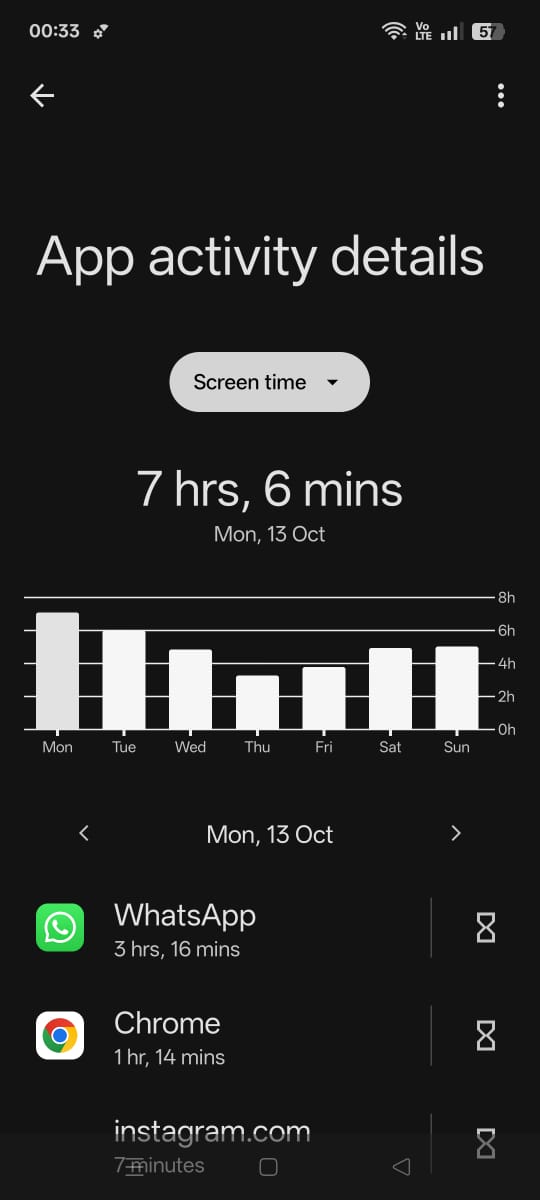 00:33
Vo
LTE
57
App activity details
Screen time
7 hrs, 6 mins
Mon, 13 Oct
8h
6h
4h
2h
0h
Mon Tue Wed Thu Fri Sat Sun
Mon, 13 Oct
WhatsApp
3 hrs, 16 mins
Chrome
1 hr, 14 mins
instagram.com
7 minutes